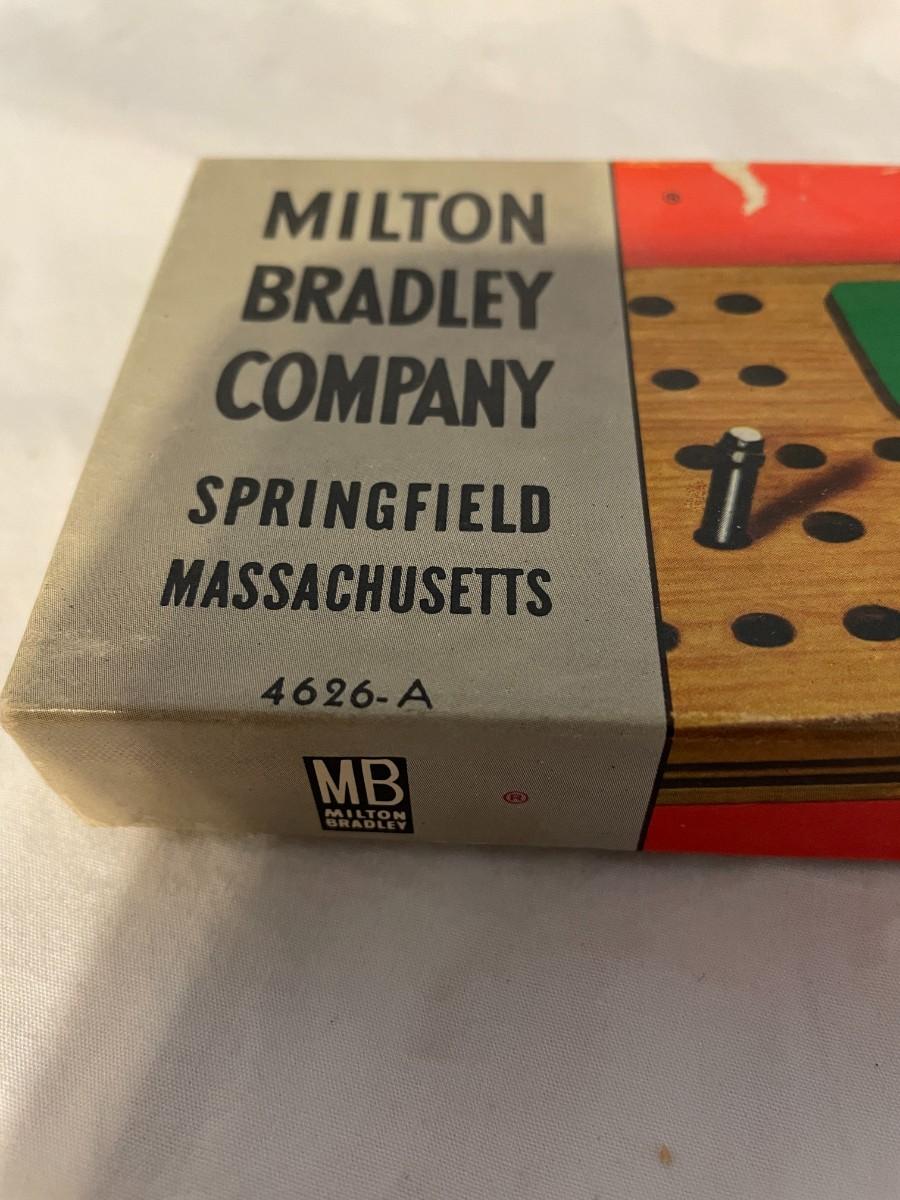 MILTON
BRADLEY
COMPANY
SPRINGFIELD
MASSACHUSETTS
4626-A
®
MB
MILTON
BRADLEY
®